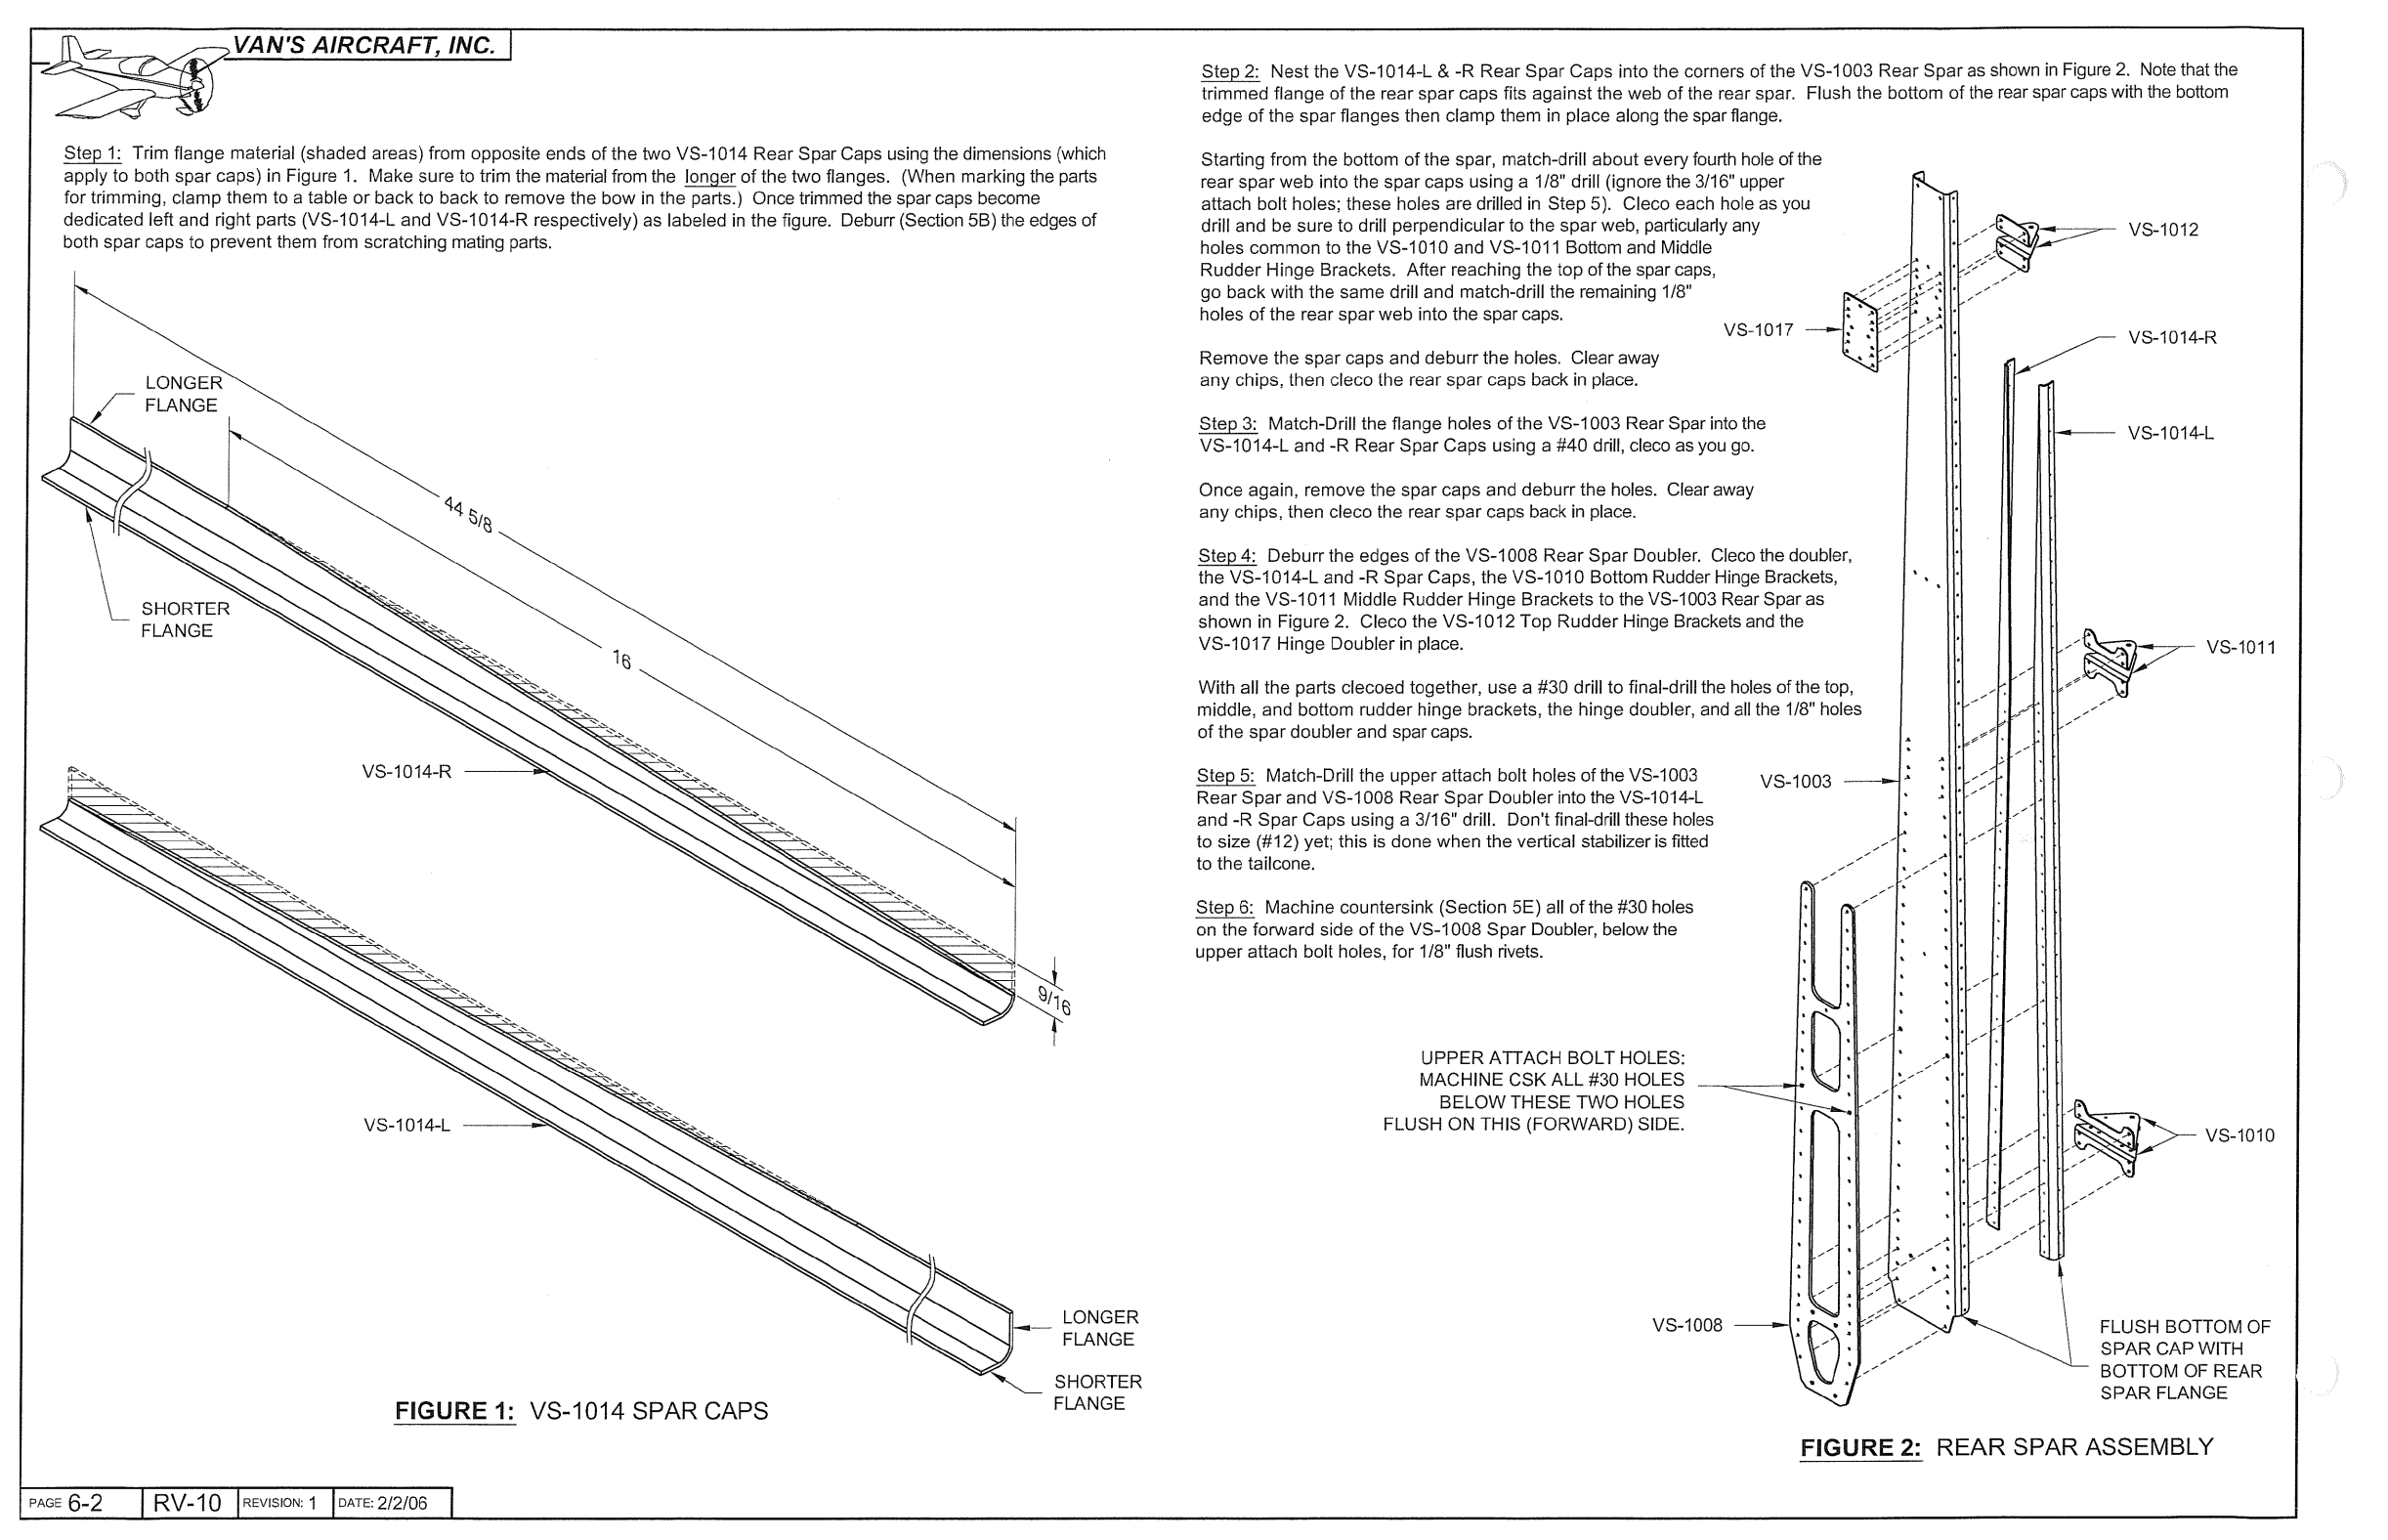 VAN'S AIRCRAFT, INC.
Step 1: Trim flange material (shaded areas) from opposite ends of the two VS-1014 Rear Spar Caps using the dimensions (which
apply to both spar caps) in Figure 1. Make sure to trim the material from the longer of the two flanges. (When marking the parts
for trimming, clamp them to a table or back to back to remove the bow in the parts.) Once trimmed the spar caps become
dedicated left and right parts (VS-1014-L and VS-1014-R respectively) as labeled in the figure. Deburr (Section 5B) the edges of
both spar caps to prevent them from scratching mating parts.
LONGER
FLANGE
44 5/8
SHORTER
FLANGE
16
VS-1014-R
9/16
VS-1014-L
LONGER
FLANGE
SHORTER
FLANGE
FIGURE 1: VS-1014 SPAR CAPS
Step 2: Nest the VS-1014-L & -R Rear Spar Caps into the corners of the VS-1003 Rear Spar as shown in Figure 2. Note that the
trimmed flange of the rear spar caps fits against the web of the rear spar. Flush the bottom of the rear spar caps with the bottom
edge of the spar flanges then clamp them in place along the spar flange.
Starting from the bottom of the spar, match-drill about every fourth hole of the
rear spar web into the spar caps using a 1/8" drill (ignore the 3/16" upper
attach bolt holes; these holes are drilled in Step 5). Cleco each hole as you
drill and be sure to drill perpendicular to the spar web, particularly any
holes common to the VS-1010 and VS-1011 Bottom and Middle
Rudder Hinge Brackets. After reaching the top of the spar caps,
go back with the same drill and match-drill the remaining 1/8"
holes of the rear spar web into the spar caps.
Remove the spar caps and deburr the holes. Clear away
any chips, then cleco the rear spar caps back in place.
Step 3: Match-Drill the flange holes of the VS-1003 Rear Spar into the
VS-1014-L and -R Rear Spar Caps using a #40 drill, cleco as you go.
Once again, remove the spar caps and deburr the holes. Clear away
any chips, then cleco the rear spar caps back in place.
Step 4: Deburr the edges of the VS-1008 Rear Spar Doubler. Cleco the doubler,
the VS-1014-L and -R Spar Caps, the VS-1010 Bottom Rudder Hinge Brackets,
and the VS-1011 Middle Rudder Hinge Brackets to the VS-1003 Rear Spar as
shown in Figure 2. Cleco the VS-1012 Top Rudder Hinge Brackets and the
VS-1017 Hinge Doubler in place.
With all the parts clecoed together, use a #30 drill to final-drill the holes of the top,
middle, and bottom rudder hinge brackets, the hinge doubler, and all the 1/8" holes
of the spar doubler and spar caps.
Step 5: Match-Drill the upper attach bolt holes of the VS-1003
Rear Spar and VS-1008 Rear Spar Doubler into the VS-1014-L
and -R Spar Caps using a 3/16" drill. Don't final-drill these holes
to size (#12) yet; this is done when the vertical stabilizer is fitted
to the tailcone.
Step 6: Machine countersink (Section 5E) all of the #30 holes
on the forward side of the VS-1008 Spar Doubler, below the
upper attach bolt holes, for 1/8" flush rivets.
VS-1012
VS-1017
VS-1014-R
VS-1014-L
VS-1011
VS-1003
UPPER ATTACH BOLT HOLES:
MACHINE CSK ALL #30 HOLES
BELOW THESE TWO HOLES
FLUSH ON THIS (FORWARD) SIDE.
VS-1010
VS-1008
FLUSH BOTTOM OF
SPAR CAP WITH
BOTTOM OF REAR
SPAR FLANGE
FIGURE 2: REAR SPAR ASSEMBLY
PAGE 6-2 RV-10 REVISION: 1 DATE: 2/2/06